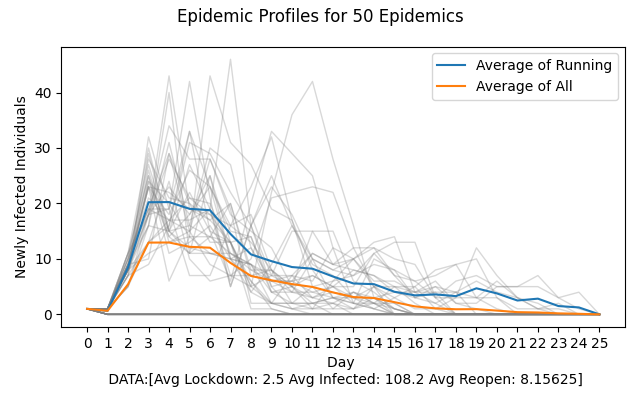 Epidemic Profiles for 50 Epidemics
Average of Running
Average of All
Newly Infected Individuals
40
30
20
10
0
0 1 2 3 4 5 6 7 8 9 10 11 12 13 14 15 16 17 18 19 20 21 22 23 24 25
Day
DATA:[Avg Lockdown: 2.5 Avg Infected: 108.2 Avg Reopen: 8.15625]